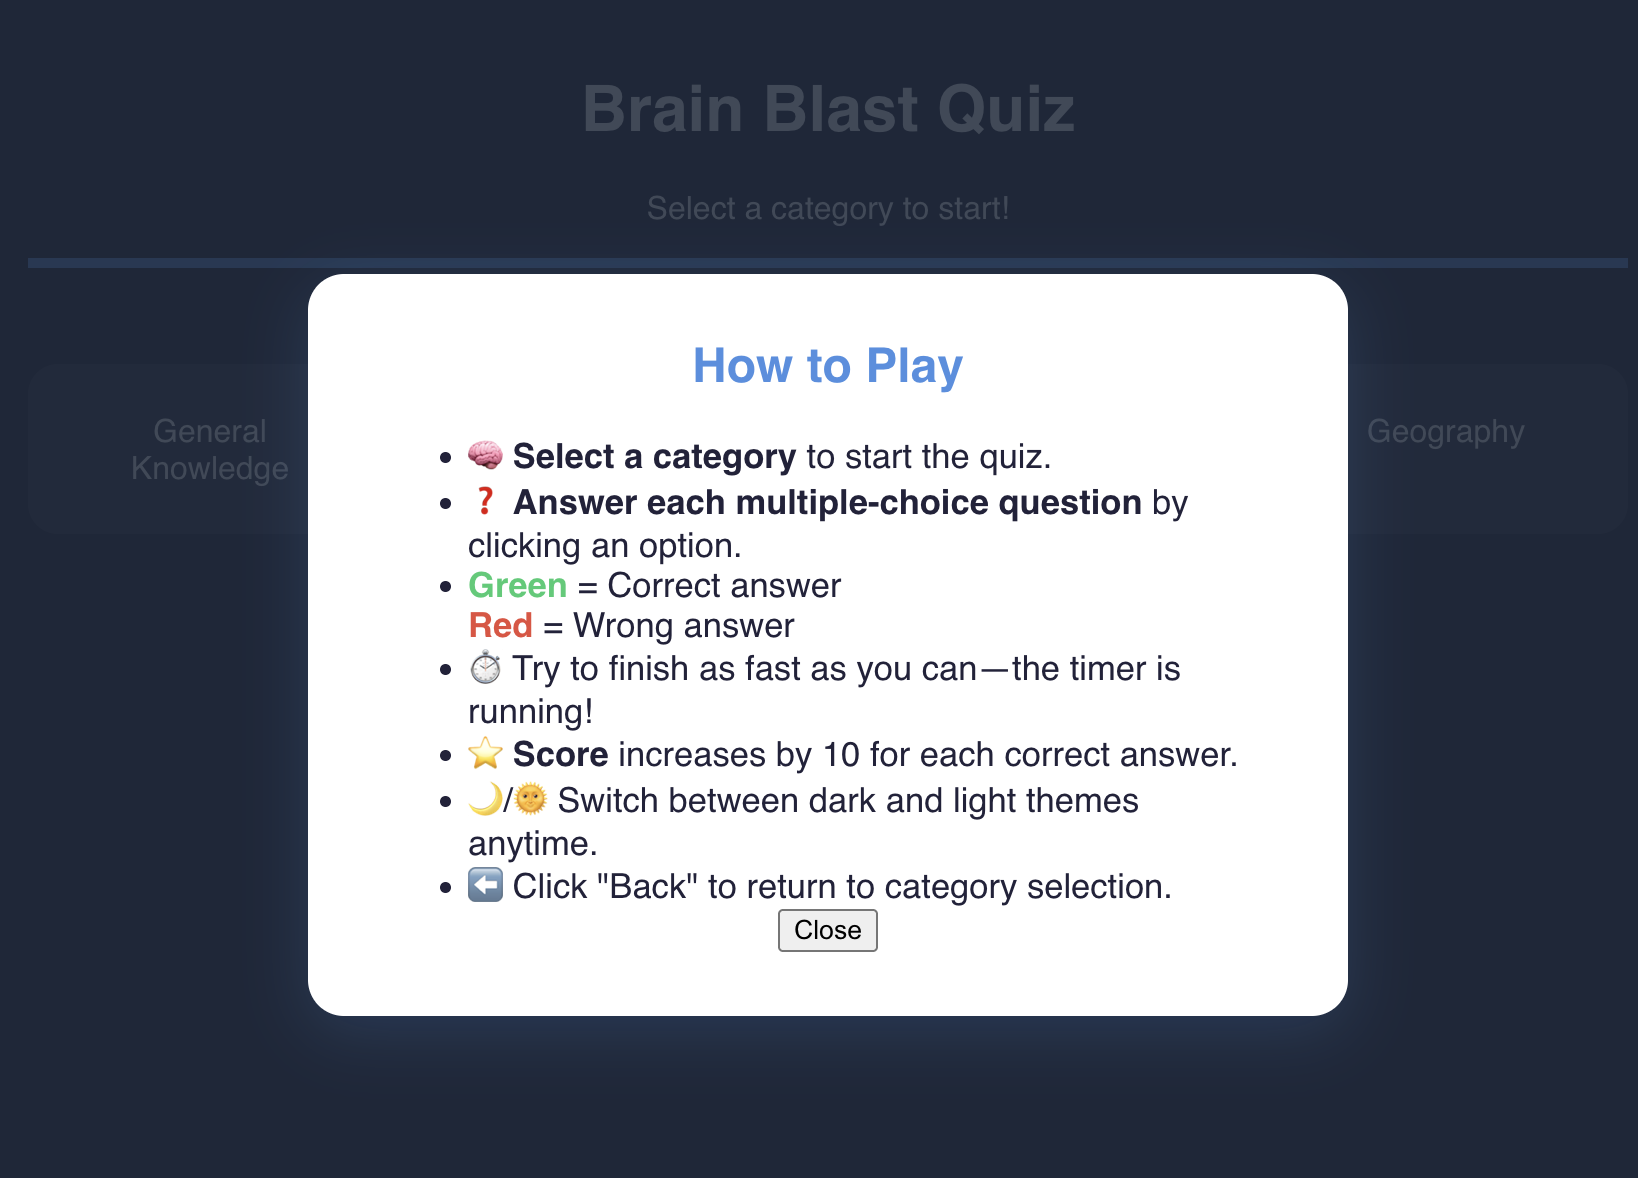 Brain Blast Quiz
Select a category to start!
General
Knowledge
Geography
How to Play
• 🧠 Select a category to start the quiz.
• ❓ Answer each multiple-choice question by
clicking an option.
• Green = Correct answer
Red = Wrong answer
• ⏱️ Try to finish as fast as you can—the timer is
running!
• ⭐ Score increases by 10 for each correct answer.
• 🌙/🌞 Switch between dark and light themes
anytime.
• ⬅️ Click "Back" to return to category selection.
Close